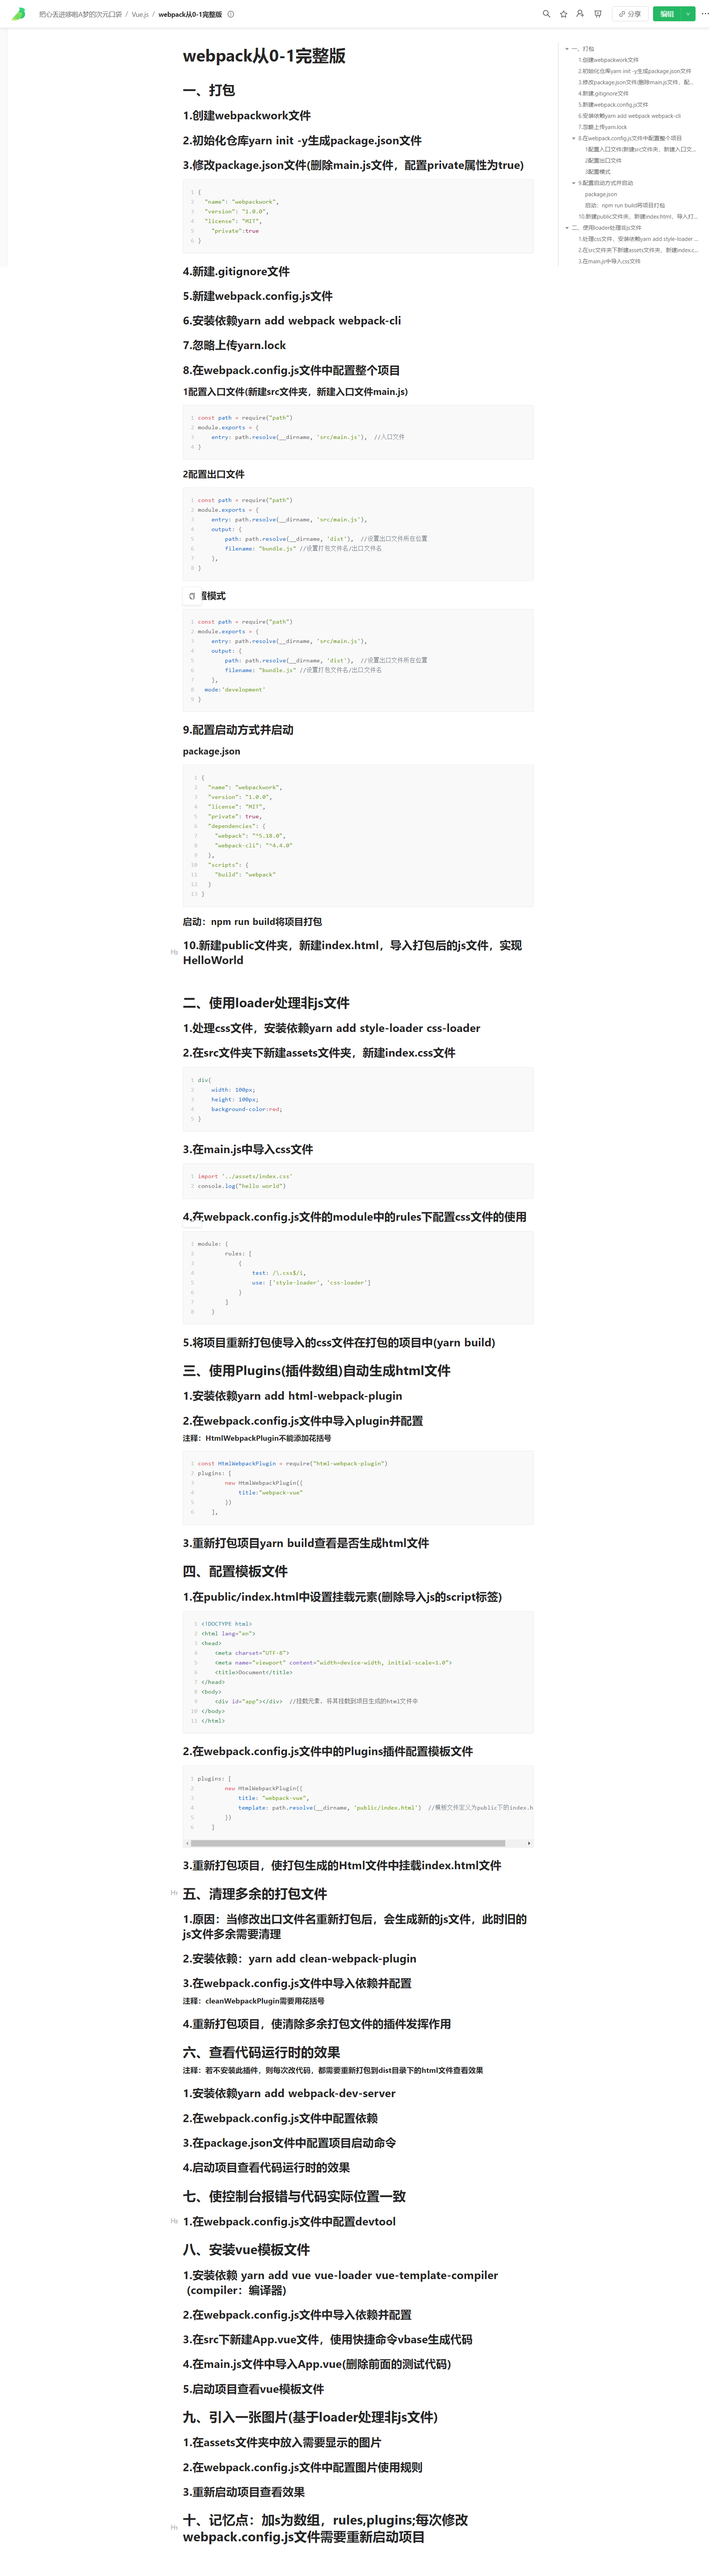 把心丢进哆啦A梦的次元口袋 / Vue.js / webpack从0-1完整版
分享
编辑
webpack从0-1完整版
一、打包
1.创建webpackwork文件
2.初始化仓库yarn init -y生成package.json文件
3.修改package.json文件(删除main.js文件，配置private属性为true)
1 {
2 "name": "webpackwork",
3 "version": "1.0.0",
4 "license": "MIT",
5 "private":true
6 }
4.新建.gitignore文件
5.新建webpack.config.js文件
6.安装依赖yarn add webpack webpack-cli
7.忽略上传yarn.lock
8.在webpack.config.js文件中配置整个项目
1配置入口文件(新建src文件夹，新建入口文件main.js)
1 const path = require("path")
2 module.exports = {
3 entry: path.resolve(__dirname, 'src/main.js'), //入口文件
4 }
2配置出口文件
1 const path = require("path")
2 module.exports = {
3 entry: path.resolve(__dirname, 'src/main.js'),
4 output: {
5 path: path.resolve(__dirname, 'dist'), //设置出口文件所在位置
6 filename: "bundle.js" //设置打包文件名/出口文件名
7 },
8 }
置模式
1 const path = require("path")
2 module.exports = {
3 entry: path.resolve(__dirname, 'src/main.js'),
4 output: {
5 path: path.resolve(__dirname, 'dist'), //设置出口文件所在位置
6 filename: "bundle.js" //设置打包文件名/出口文件名
7 },
8 mode:'development'
9 }
9.配置启动方式并启动
package.json
1 {
2 "name": "webpackwork",
3 "version": "1.0.0",
4 "license": "MIT",
5 "private": true,
6 "dependencies": {
7 "webpack": "^5.18.0",
8 "webpack-cli": "^4.4.0"
9 },
10 "scripts": {
11 "build": "webpack"
12 }
13 }
启动：npm run build将项目打包
H2
10.新建public文件夹，新建index.html，导入打包后的js文件，实现
HelloWorld
二、使用loader处理非js文件
1.处理css文件，安装依赖yarn add style-loader css-loader
2.在src文件夹下新建assets文件夹，新建index.css文件
1 div{
2 width: 100px;
3 height: 100px;
4 background-color:red;
5 }
3.在main.js中导入css文件
1 import '../assets/index.css'
2 console.log("hello world")
4.在webpack.config.js文件的module中的rules下配置css文件的使用
1 module: {
2 rules: [
3 {
4 test: /\.css$/i,
5 use: ['style-loader', 'css-loader']
6 }
7 ]
8 }
5.将项目重新打包使导入的css文件在打包的项目中(yarn build)
三、使用Plugins(插件数组)自动生成html文件
1.安装依赖yarn add html-webpack-plugin
2.在webpack.config.js文件中导入plugin并配置
注释：HtmlWebpackPlugin不能添加花括号
1 const HtmlWebpackPlugin = require("html-webpack-plugin")
2 plugins: [
3 new HtmlWebpackPlugin({
4 title:"webpack-vue"
5 })
6 ],
3.重新打包项目yarn build查看是否生成html文件
四、配置模板文件
1.在public/index.html中设置挂载元素(删除导入js的script标签)
1 <!DOCTYPE html>
2 <html lang="en">
3 <head>
4 <meta charset="UTF-8">
5 <meta name="viewport" content="width=device-width, initial-scale=1.0">
6 <title>Document</title>
7 </head>
8 <body>
9 <div id="app"></div> //挂载元素，将其挂载到项目生成的html文件中
10 </body>
11 </html>
2.在webpack.config.js文件中的Plugins插件配置模板文件
1 plugins: [
2 new HtmlWebpackPlugin({
3 title: "webpack-vue",
4 template: path.resolve(__dirname, 'public/index.html') //模板文件定义为public下的index.h
5 })
6 ]
3.重新打包项目，使打包生成的Html文件中挂载index.html文件
H1
五、清理多余的打包文件
1.原因：当修改出口文件名重新打包后，会生成新的js文件，此时旧的
js文件多余需要清理
2.安装依赖：yarn add clean-webpack-plugin
3.在webpack.config.js文件中导入依赖并配置
注释：cleanWebpackPlugin需要用花括号
4.重新打包项目，使清除多余打包文件的插件发挥作用
六、查看代码运行时的效果
注释：若不安装此插件，则每次改代码，都需要重新打包到dist目录下的html文件查看效果
1.安装依赖yarn add webpack-dev-server
2.在webpack.config.js文件中配置依赖
3.在package.json文件中配置项目启动命令
4.启动项目查看代码运行时的效果
七、使控制台报错与代码实际位置一致
H2
1.在webpack.config.js文件中配置devtool
八、安装vue模板文件
1.安装依赖 yarn add vue vue-loader vue-template-compiler
(compiler：编译器)
2.在webpack.config.js文件中导入依赖并配置
3.在src下新建App.vue文件，使用快捷命令vbase生成代码
4.在main.js文件中导入App.vue(删除前面的测试代码)
5.启动项目查看vue模板文件
九、引入一张图片(基于loader处理非js文件)
1.在assets文件夹中放入需要显示的图片
2.在webpack.config.js文件中配置图片使用规则
3.重新启动项目查看效果
H1
十、记忆点：加s为数组，rules,plugins;每次修改
webpack.config.js文件需要重新启动项目
一、打包
1.创建webpackwork文件
2.初始化仓库yarn init -y生成package.json文件
3.修改package.json文件(删除main.js文件，配...
4.新建.gitignore文件
5.新建webpack.config.js文件
6.安装依赖yarn add webpack webpack-cli
7.忽略上传yarn.lock
8.在webpack.config.js文件中配置整个项目
1配置入口文件(新建src文件夹，新建入口文...
2配置出口文件
3配置模式
9.配置启动方式并启动
package.json
启动：npm run build将项目打包
10.新建public文件夹，新建index.html，导入打...
二、使用loader处理非js文件
1.处理css文件，安装依赖yarn add style-loader ...
2.在src文件夹下新建assets文件夹，新建index.c...
3.在main.js中导入css文件